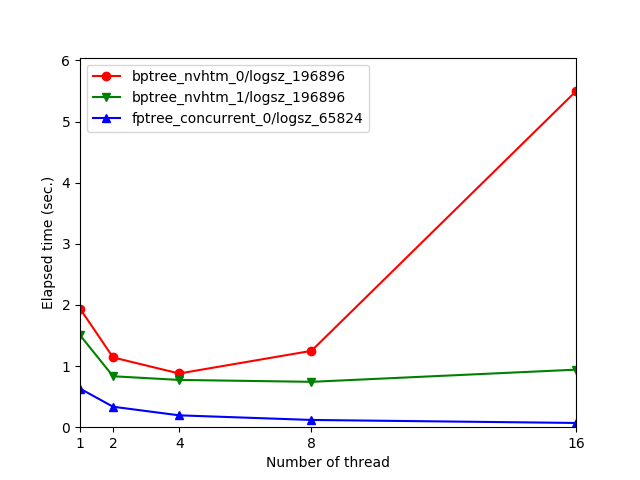 6
5
4
3
2
1
0
Elapsed time (sec.)
bptree_nvhtm_0/logsz_196896
bptree_nvhtm_1/logsz_196896
fptree_concurrent_0/logsz_65824
1 2 4 8 16
Number of thread